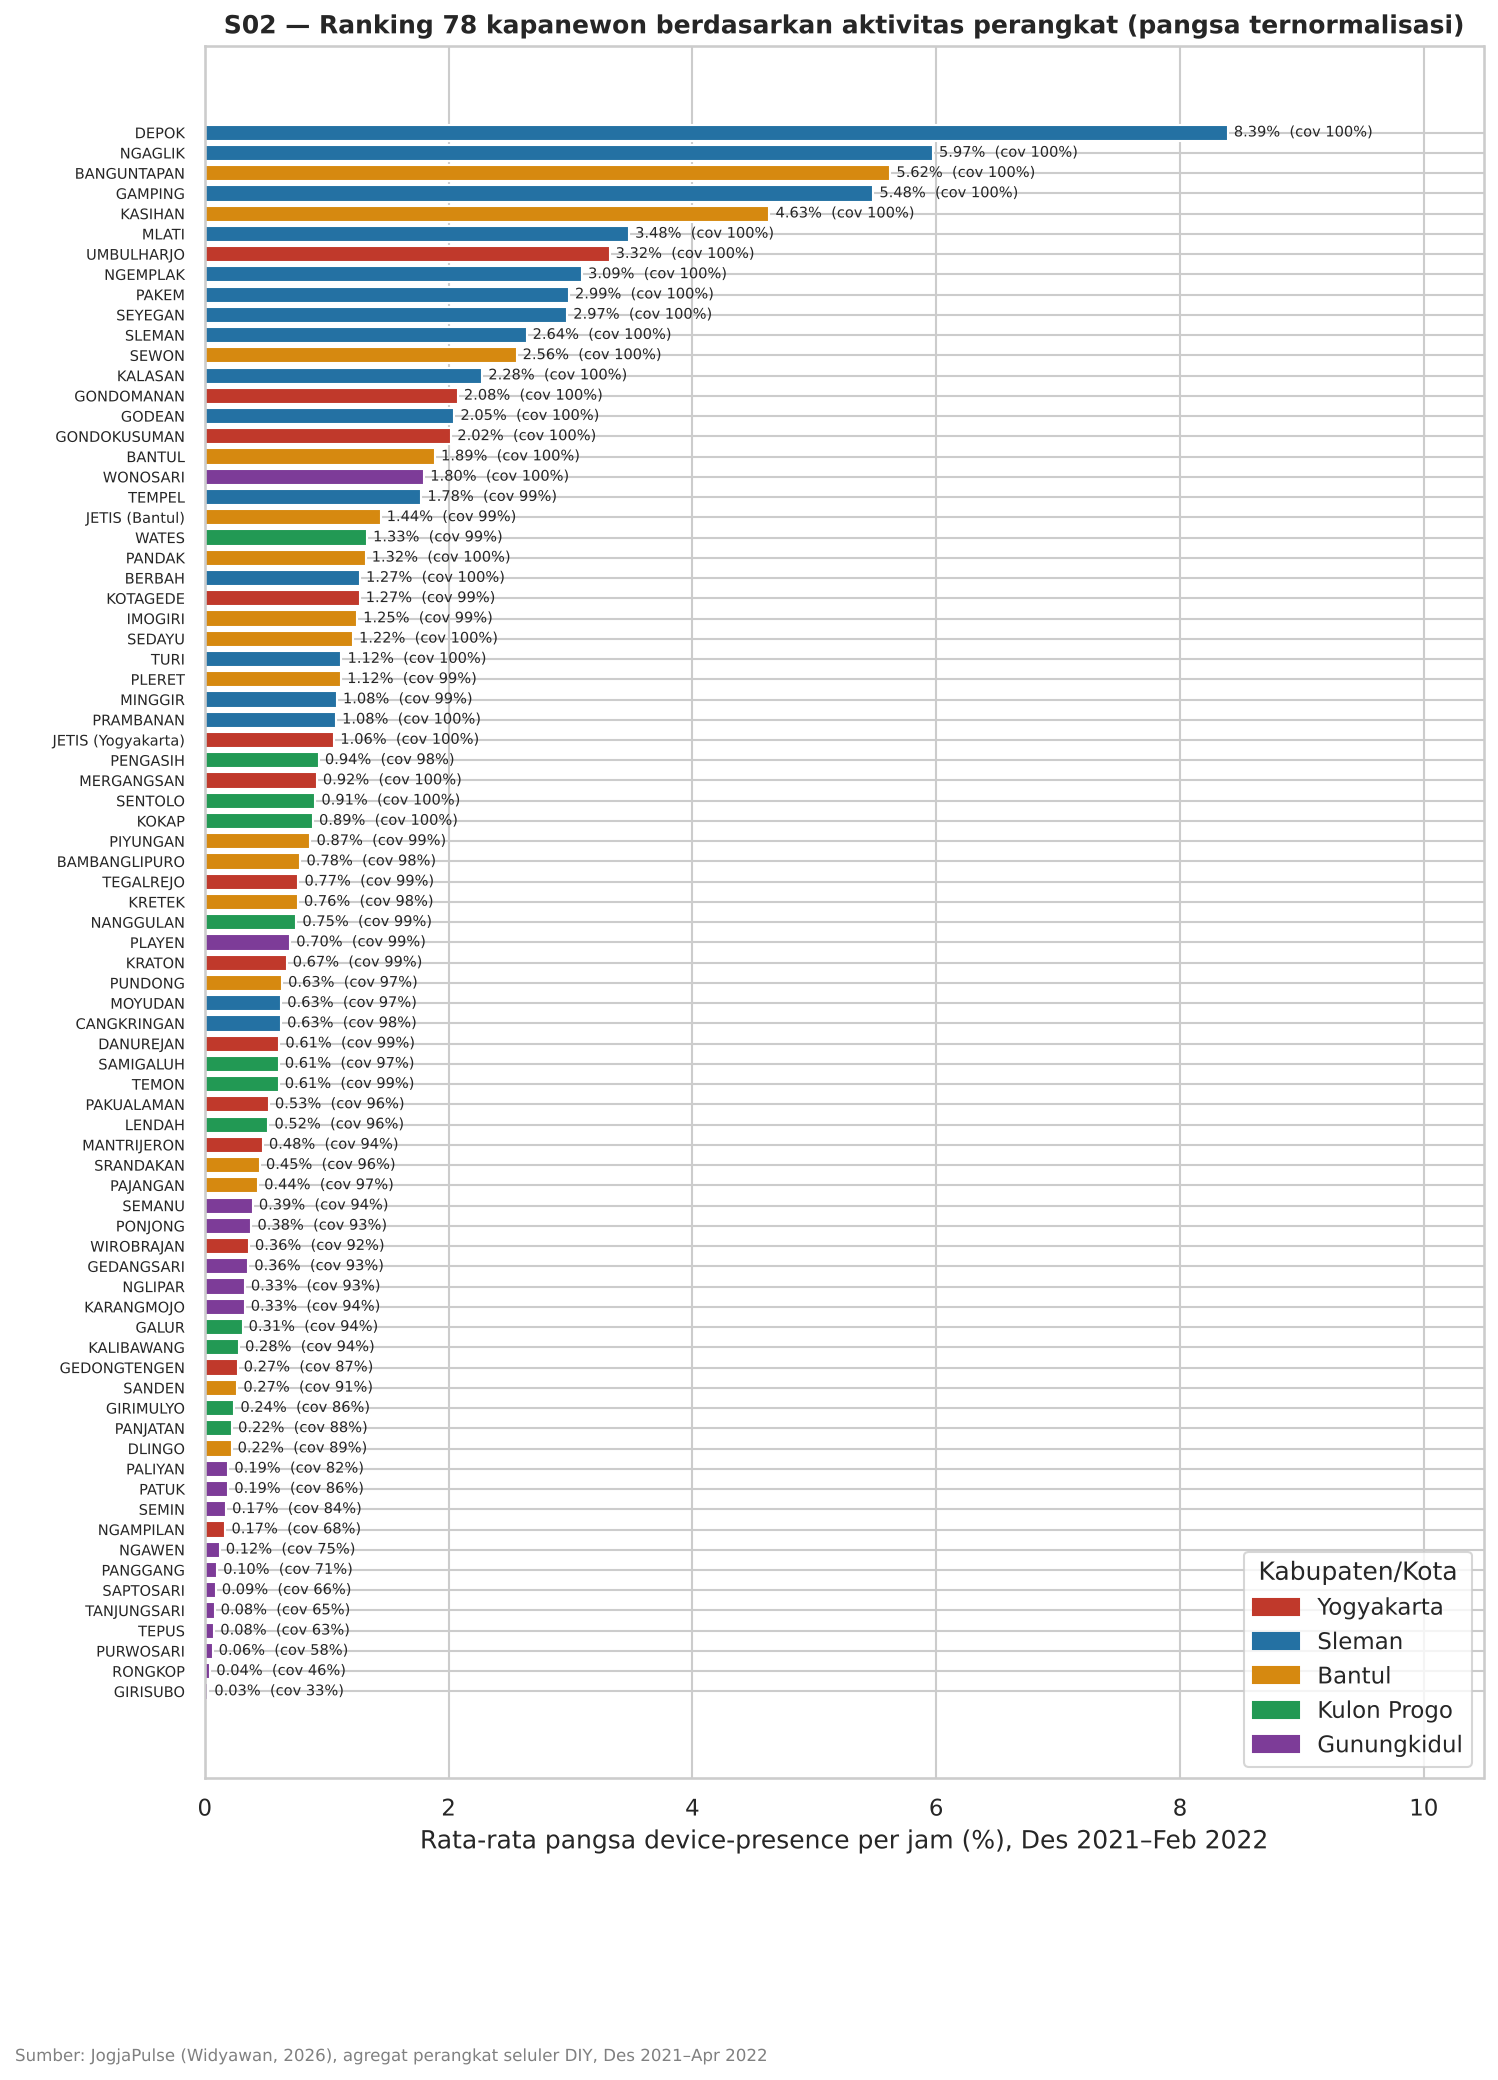 S02 — Ranking 78 kapanewon berdasarkan aktivitas perangkat (pangsa ternormalisasi)
DEPOK 8.39% (cov 100%)
NGAGLIK 5.97% (cov 100%)
BANGUNTAPAN 5.62% (cov 100%)
GAMPING 5.48% (cov 100%)
KASIHAN 4.63% (cov 100%)
MLATI 3.48% (cov 100%)
UMBULHARJO 3.32% (cov 100%)
NGEMPLAK 3.09% (cov 100%)
PAKEM 2.99% (cov 100%)
SEYEGAN 2.97% (cov 100%)
SLEMAN 2.64% (cov 100%)
SEWON 2.56% (cov 100%)
KALASAN 2.28% (cov 100%)
GONDOMANAN 2.08% (cov 100%)
GODEAN 2.05% (cov 100%)
GONDOKUSUMAN 2.02% (cov 100%)
BANTUL 1.89% (cov 100%)
WONOSARI 1.80% (cov 100%)
TEMPEL 1.78% (cov 99%)
JETIS (Bantul) 1.44% (cov 99%)
WATES 1.33% (cov 99%)
PANDAK 1.32% (cov 100%)
BERBAH 1.27% (cov 100%)
KOTAGEDE 1.27% (cov 99%)
IMOGIRI 1.25% (cov 99%)
SEDAYU 1.22% (cov 100%)
TURI 1.12% (cov 100%)
PLERET 1.12% (cov 99%)
MINGGIR 1.08% (cov 99%)
PRAMBANAN 1.08% (cov 100%)
JETIS (Yogyakarta) 1.06% (cov 100%)
PENGASIH 0.94% (cov 98%)
MERGANGSAN 0.92% (cov 100%)
SENTOLO 0.91% (cov 100%)
KOKAP 0.89% (cov 100%)
PIYUNGAN 0.87% (cov 99%)
BAMBANGLIPURO 0.78% (cov 98%)
TEGALREJO 0.77% (cov 99%)
KRETEK 0.76% (cov 98%)
NANGGULAN 0.75% (cov 99%)
PLAYEN 0.70% (cov 99%)
KRATON 0.67% (cov 99%)
PUNDONG 0.63% (cov 97%)
MOYUDAN 0.63% (cov 97%)
CANGKRINGAN 0.63% (cov 98%)
DANUREJAN 0.61% (cov 99%)
SAMIGALUH 0.61% (cov 97%)
TEMON 0.61% (cov 99%)
PAKUALAMAN 0.53% (cov 96%)
LENDAH 0.52% (cov 96%)
MANTRIJERON 0.48% (cov 94%)
SRANDAKAN 0.45% (cov 96%)
PAJANGAN 0.44% (cov 97%)
SEMANU 0.39% (cov 94%)
PONJONG 0.38% (cov 93%)
WIROBRAJAN 0.36% (cov 92%)
GEDANGSARI 0.36% (cov 93%)
NGLIPAR 0.33% (cov 93%)
KARANGMOJO 0.33% (cov 94%)
GALUR 0.31% (cov 94%)
KALIBAWANG 0.28% (cov 94%)
GEDONGTENGEN 0.27% (cov 87%)
SANDEN 0.27% (cov 91%)
GIRIMULYO 0.24% (cov 86%)
PANJATAN 0.22% (cov 88%)
DLINGO 0.22% (cov 89%)
PALIYAN 0.19% (cov 82%)
PATUK 0.19% (cov 86%)
SEMIN 0.17% (cov 84%)
NGAMPILAN 0.17% (cov 68%)
NGAWEN 0.12% (cov 75%)
PANGGANG 0.10% (cov 71%)
SAPTOSARI 0.09% (cov 66%)
TANJUNGSARI 0.08% (cov 65%)
TEPUS 0.08% (cov 63%)
PURWOSARI 0.06% (cov 58%)
RONGKOP 0.04% (cov 46%)
GIRISUBO 0.03% (cov 33%)
Kabupaten/Kota
Yogyakarta
Sleman
Bantul
Kulon Progo
Gunungkidul
0 2 4 6 8 10
Rata-rata pangsa device-presence per jam (%), Des 2021–Feb 2022
Sumber: JogjaPulse (Widyawan, 2026), agregat perangkat seluler DIY, Des 2021–Apr 2022